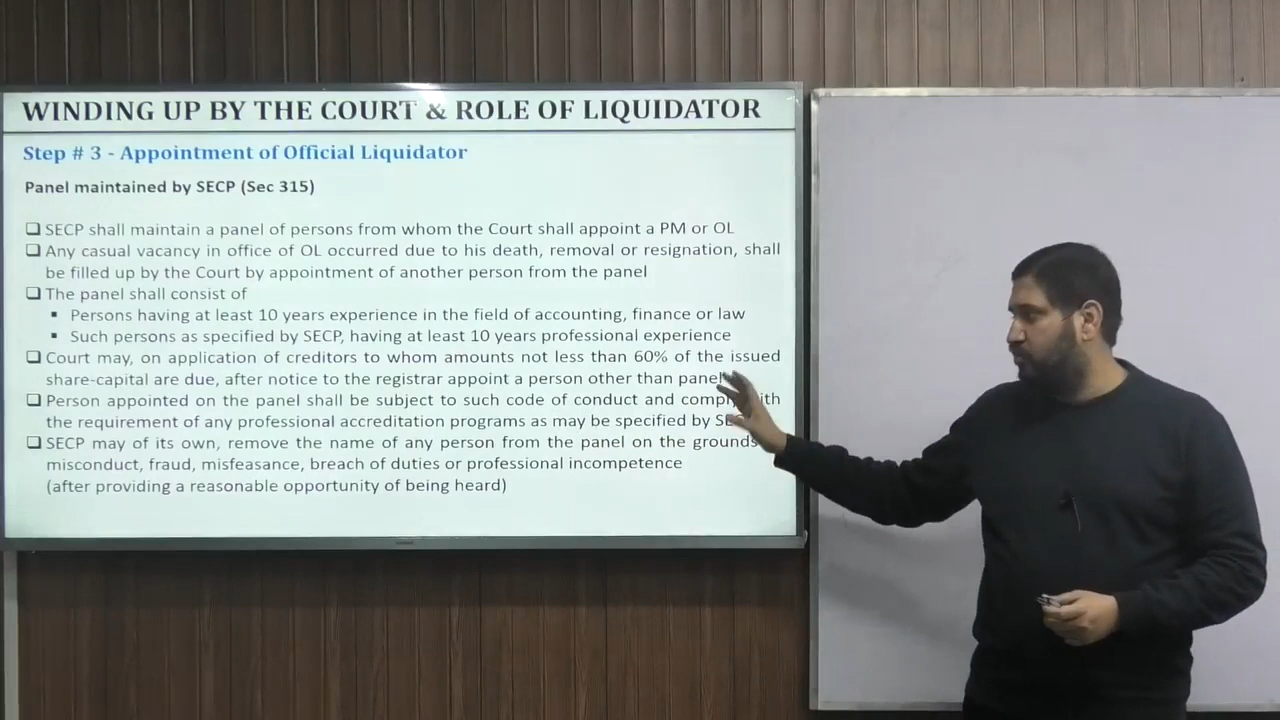 WINDING UP BY THE COURT & ROLE OF LIQUIDATOR
Step # 3 - Appointment of Official Liquidator
Panel maintained by SECP (Sec 315)
❑ SECP shall maintain a panel of persons from whom the Court shall appoint a PM or OL
❑ Any casual vacancy in office of OL occurred due to his death, removal or resignation, shall
be filled up by the Court by appointment of another person from the panel
❑ The panel shall consist of
▪ Persons having at least 10 years experience in the field of accounting, finance or law
▪ Such persons as specified by SECP, having at least 10 years professional experience
❑ Court may, on application of creditors to whom amounts not less than 60% of the issued
share-capital are due, after notice to the registrar appoint a person other than panel
❑ Person appointed on the panel shall be subject to such code of conduct and comply
the requirement of any professional accreditation programs as may be specified by
❑ SECP may of its own, remove the name of any person from the panel on the grounds
misconduct, fraud, misfeasance, breach of duties or professional incompetence
(after providing a reasonable opportunity of being heard)